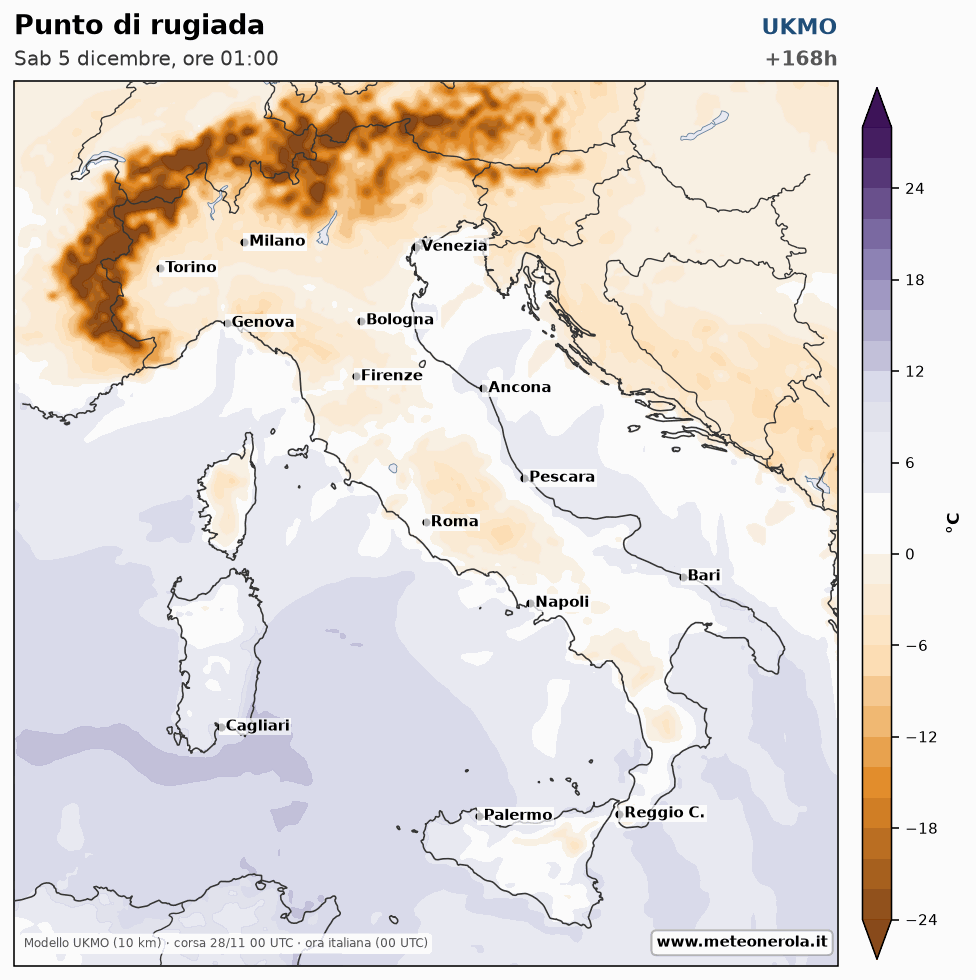 Punto di rugiada
UKMO
Sab 5 dicembre, ore 01:00
+168h
Milano
Venezia
Torino
Genova
Bologna
Firenze
Ancona
Pescara
Roma
Bari
Napoli
Cagliari
Palermo
Reggio C.
24
18
12
6
0
−6
−12
−18
−24
°C
Modello UKMO (10 km) · corsa 28/11 00 UTC · ora italiana (00 UTC)
www.meteonerola.it